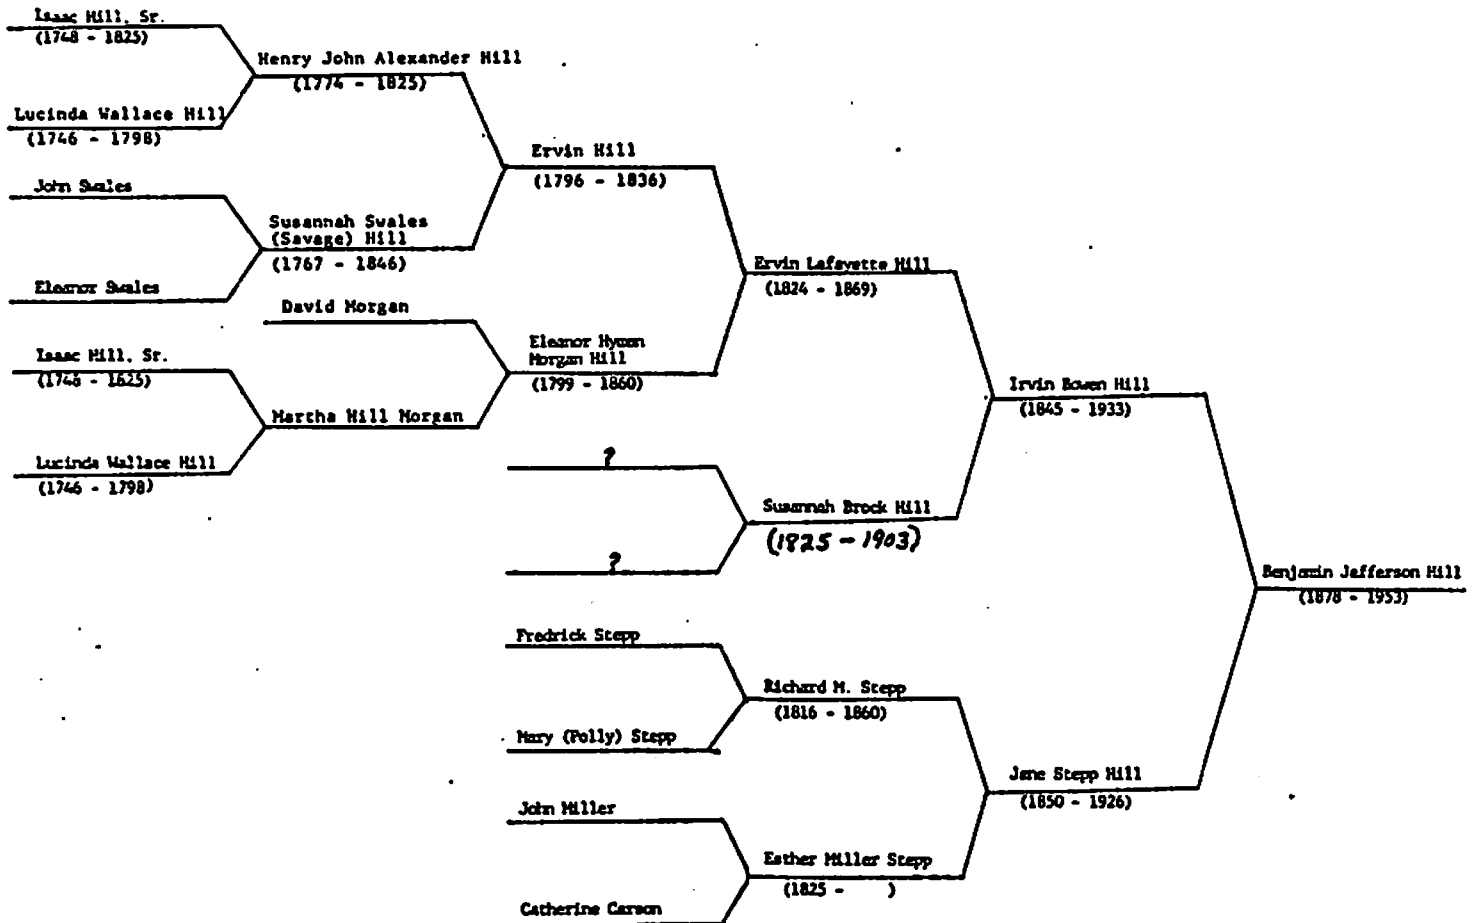 Isaac Hill, Sr.
(1748 - 1825)
Henry John Alexander Hill
(1774 - 1825)
Lucinda Wallace Hill
(1746 - 1798)
Ervin Hill
(1796 - 1836)
John Swales
Susannah Swales
(Savage) Hill
(1767 - 1846)
Eleanor Swales
Ervin Lafayette Hill
(1824 - 1869)
David Morgan
Eleanor Hyman
Morgan Hill
(1799 - 1860)
Isaac Hill, Sr.
(1748 - 1825)
Martha Hill Morgan
Lucinda Wallace Hill
(1746 - 1798)
Irvin Bowen Hill
(1845 - 1933)
?
Susannah Brock Hill
(1825 - 1903)
?
Benjamin Jefferson Hill
(1878 - 1953)
Fredrick Stepp
Richard M. Stepp
(1816 - 1860)
Mary (Polly) Stepp
Jane Stepp Hill
(1850 - 1926)
John Miller
Esther Miller Stepp
(1825 - )
Catherine Carson